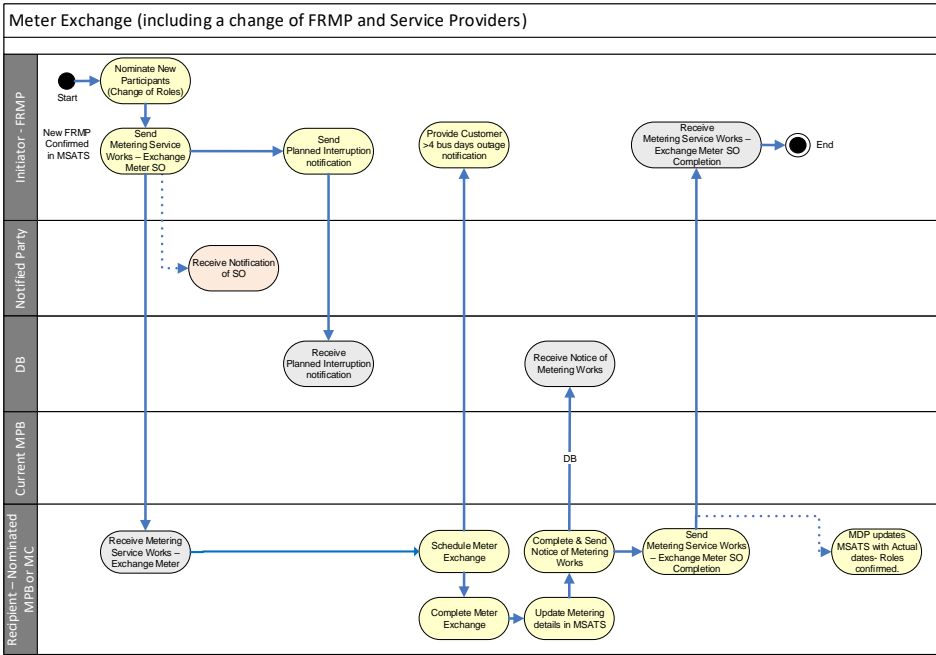 Meter Exchange (including a change of FRMP and Service Providers)
Initiator - FRMP
Start
Nominate New
Participants
(Change of Roles)
New FRMP
Confirmed
in MSATS
Send
Metering Service
Works – Exchange
Meter SO
Send
Planned Interruption
notification
Provide Customer
>4 bus days outage
notification
Receive
Metering Service Works –
Exchange Meter SO
Completion
End
Notified Party
Receive Notification
of SO
DB
Receive
Planned Interruption
notification
Receive Notice of
Metering Works
Current MPB
DB
Recipient – Nominated
MPB or MC
Receive Metering
Service Works –
Exchange Meter
Schedule Meter
Exchange
Complete & Send
Notice of Metering
Works
Send
Metering Service Works
– Exchange Meter SO
Completion
MDP updates
MSATS with Actual
dates- Roles
confirmed.
Complete Meter
Exchange
Update Metering
details in MSATS